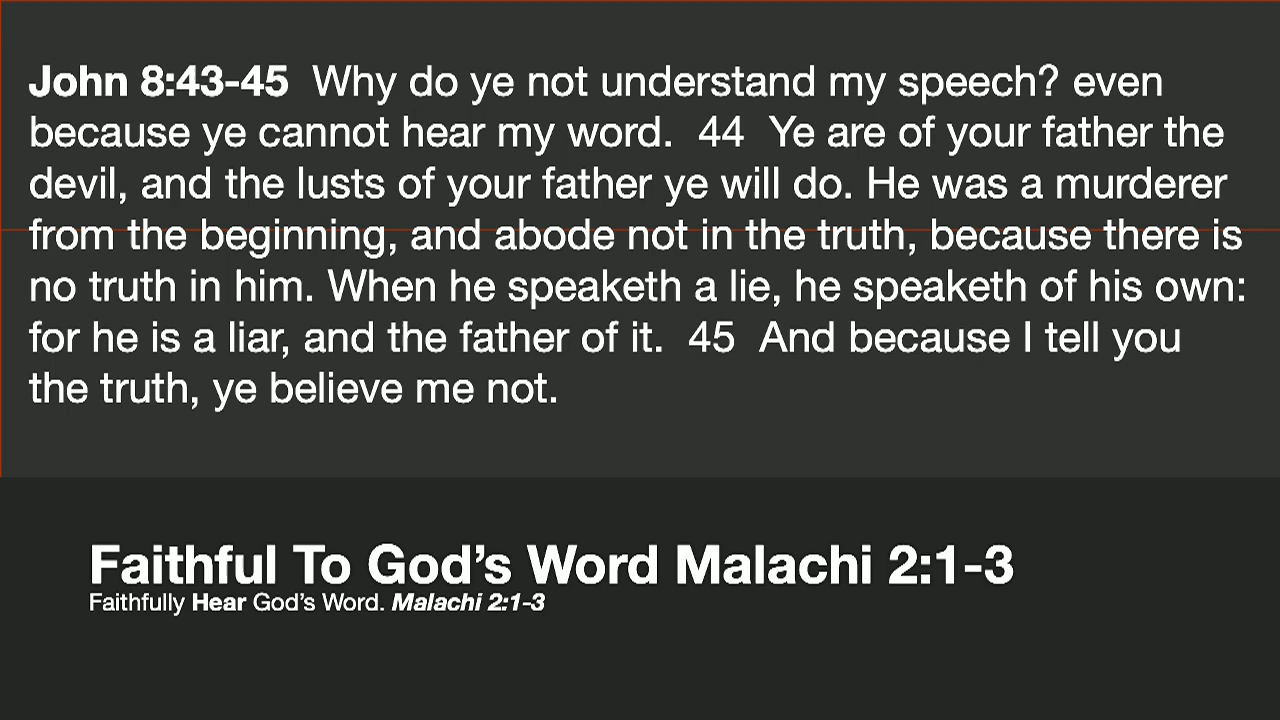 John 8:43-45  Why do ye not understand my speech? even
because ye cannot hear my word.  44  Ye are of your father the
devil, and the lusts of your father ye will do. He was a murderer
from the beginning, and abode not in the truth, because there is
no truth in him. When he speaketh a lie, he speaketh of his own:
for he is a liar, and the father of it.  45  And because I tell you
the truth, ye believe me not.
Faithful To God’s Word Malachi 2:1-3
Faithfully Hear God’s Word. Malachi 2:1-3